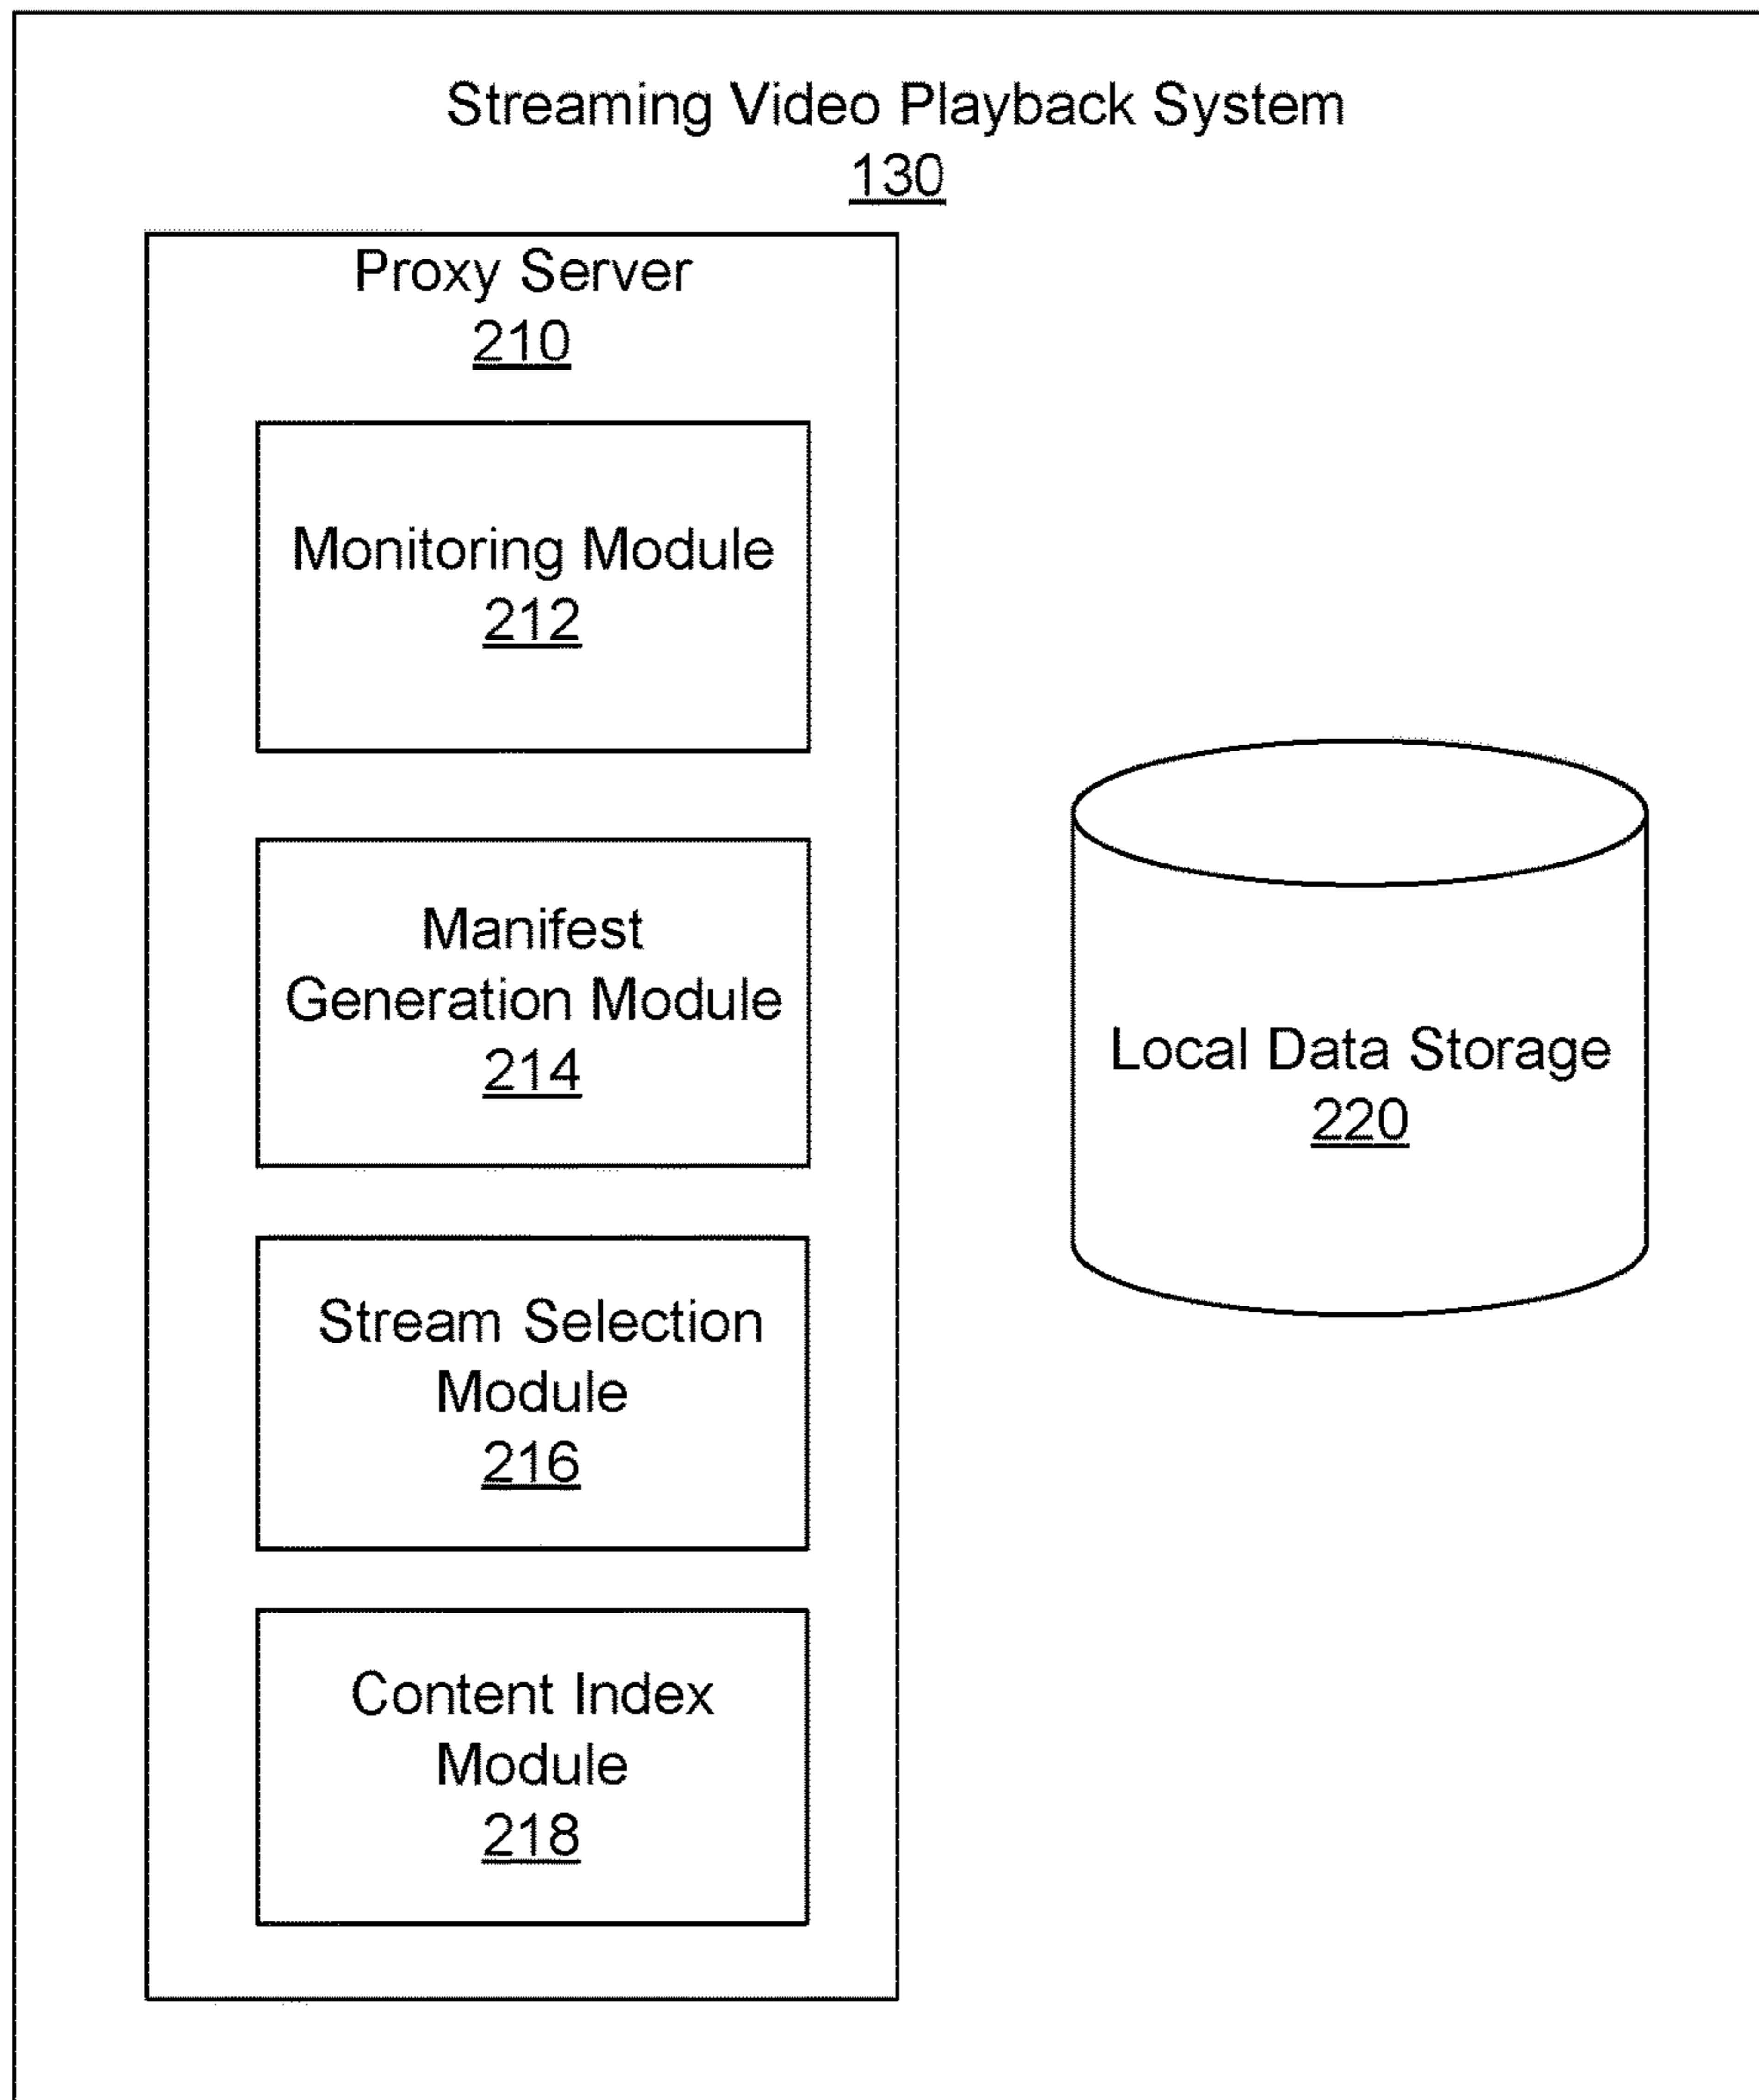 Streaming Video Playback System
130
Proxy Server
210
Monitoring Module
212
Manifest
Generation Module
214
Stream Selection
Module
216
Content Index
Module
218
Local Data Storage
220